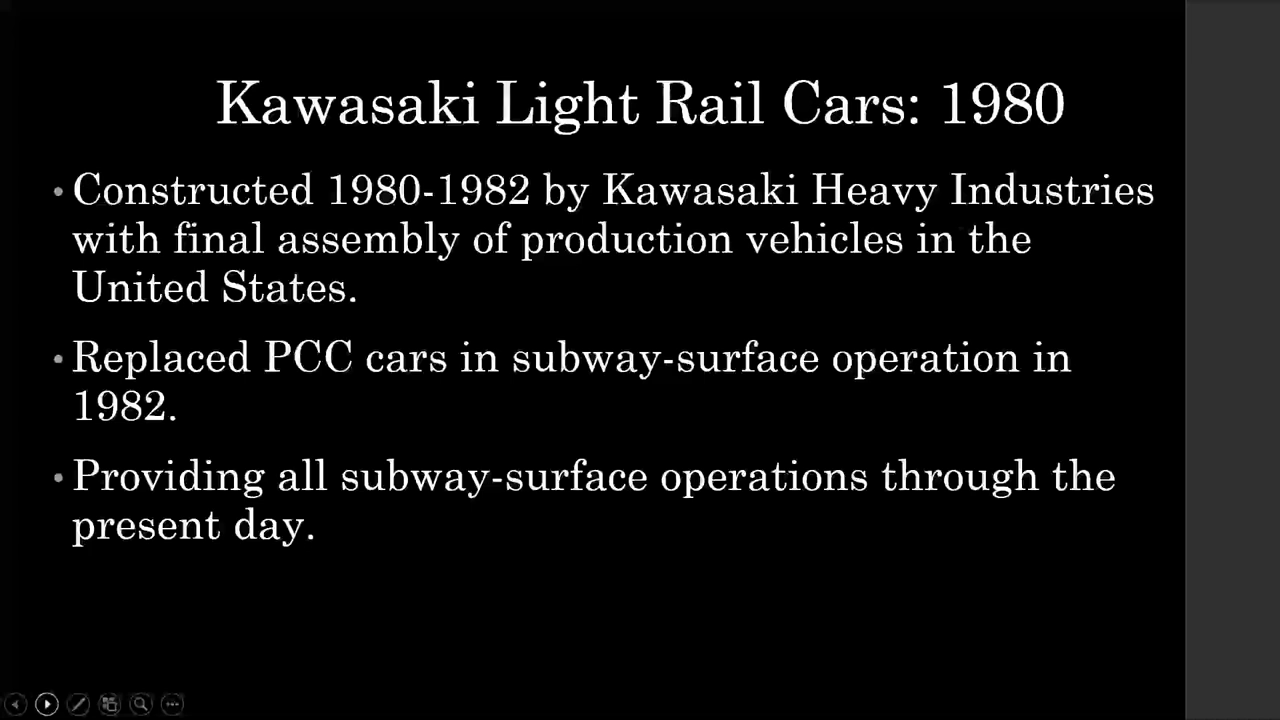 Kawasaki Light Rail Cars: 1980
• Constructed 1980-1982 by Kawasaki Heavy Industries
with final assembly of production vehicles in the
United States.
• Replaced PCC cars in subway-surface operation in
1982.
• Providing all subway-surface operations through the
present day.